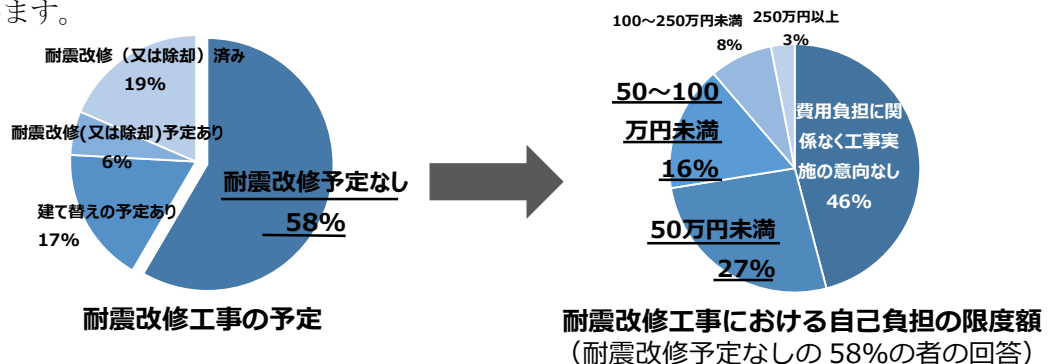 います。
耐震改修（又は除却）済み
19%
耐震改修(又は除却)予定あり
6%
建て替えの予定あり
17%
耐震改修予定なし
58%
耐震改修工事の予定
100～250万円未満
8%
250万円以上
3%
50～100
万円未満
16%
費用負担に関
係なく工事実
施の意向なし
46%
50万円未満
27%
耐震改修工事における自己負担の限度額
（耐震改修予定なしの 58%の者の回答）